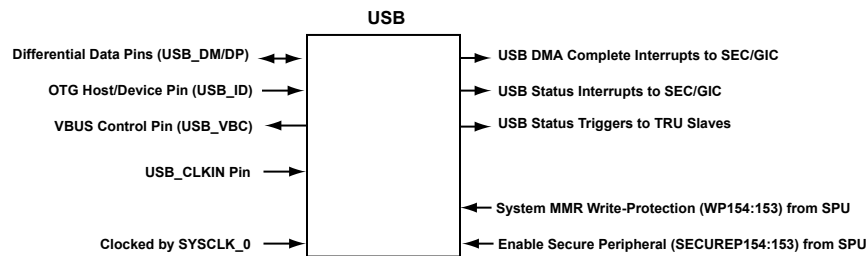 USB
Differential Data Pins (USB_DM/DP)
USB DMA Complete Interrupts to SEC/GIC
OTG Host/Device Pin (USB_ID)
USB Status Interrupts to SEC/GIC
VBUS Control Pin (USB_VBC)
USB Status Triggers to TRU Slaves
USB_CLKIN Pin
System MMR Write-Protection (WP154:153) from SPU
Clocked by SYSCLK_0
Enable Secure Peripheral (SECUREP154:153) from SPU